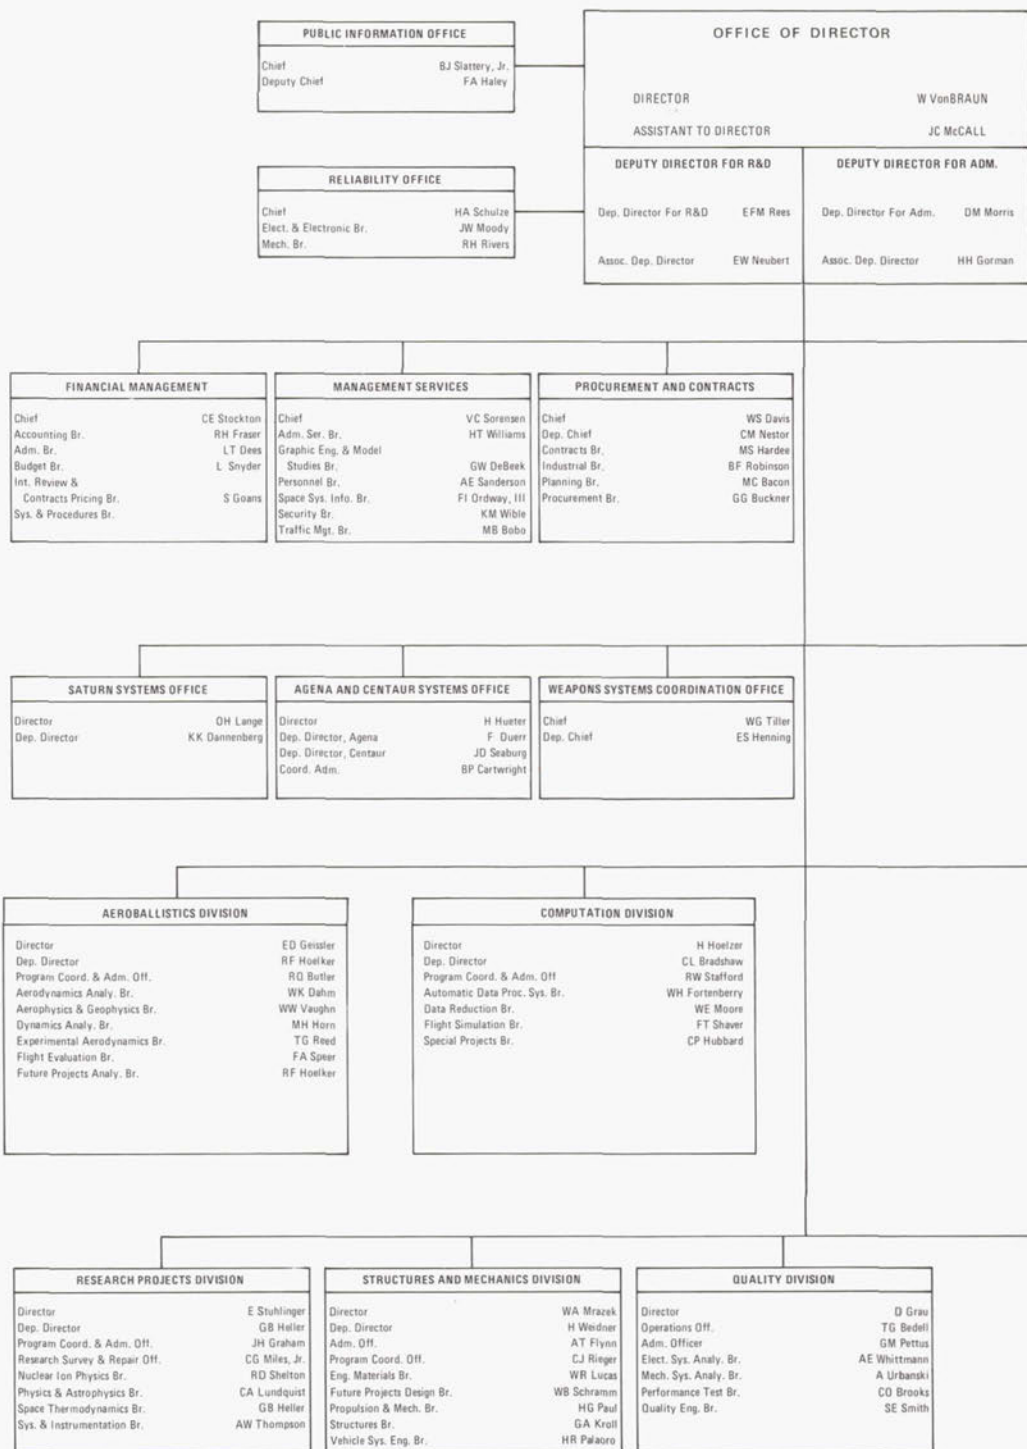 PUBLIC INFORMATION OFFICE
Chief BJ Slattery, Jr.
Deputy Chief FA Haley
OFFICE OF DIRECTOR
DIRECTOR W VonBRAUN
ASSISTANT TO DIRECTOR JC McCALL
RELIABILITY OFFICE
Chief HA Schulze
Elect. & Electronic Br. JW Moody
Mech. Br. RH Rivers
DEPUTY DIRECTOR FOR R&D
Dep. Director For R&D EFM Rees
Assoc. Dep. Director EW Neubert
DEPUTY DIRECTOR FOR ADM.
Dep. Director For Adm. DM Morris
Assoc. Dep. Director HH Gorman
FINANCIAL MANAGEMENT
Chief CE Stockton
Accounting Br. RH Fraser
Adm. Br. LT Dees
Budget Br. L Snyder
Int. Review &
Contracts Pricing Br. S Goans
Sys. & Procedures Br.
MANAGEMENT SERVICES
Chief VC Sorensen
Adm. Ser. Br. HT Williams
Graphic Eng. & Model
Studies Br. GW DeBeek
Personnel Br. AE Sanderson
Space Sys. Info. Br. FI Ordway, III
Security Br. KM Wible
Traffic Mgt. Br. MB Bobo
PROCUREMENT AND CONTRACTS
Chief WS Davis
Dep. Chief CM Nestor
Contracts Br. MS Hardee
Industrial Br. BF Robinson
Planning Br. MC Bacon
Procurement Br. GG Buckner
SATURN SYSTEMS OFFICE
Director OH Lange
Dep. Director KK Dannenberg
AGENA AND CENTAUR SYSTEMS OFFICE
Director H Hueter
Dep. Director, Agena F Duerr
Dep. Director, Centaur JD Seaburg
Coord. Adm. BP Cartwright
WEAPONS SYSTEMS COORDINATION OFFICE
Chief WG Tiller
Dep. Chief ES Henning
AEROBALLISTICS DIVISION
Director ED Geissler
Dep. Director RF Hoelker
Program Coord. & Adm. Off. RO Butler
Aerodynamics Analy. Br. WK Dahm
Aerophysics & Geophysics Br. WW Vaughn
Dynamics Analy. Br. MH Horn
Experimental Aerodynamics Br. TG Reed
Flight Evaluation Br. FA Speer
Future Projects Analy. Br. RF Hoelker
COMPUTATION DIVISION
Director H Hoelzer
Dep. Director CL Bradshaw
Program Coord. & Adm. Off RW Stafford
Automatic Data Proc. Sys. Br. WH Fortenberry
Data Reduction Br. WE Moore
Flight Simulation Br. FT Shaver
Special Projects Br. CP Hubbard
RESEARCH PROJECTS DIVISION
Director E Stuhlinger
Dep. Director GB Heller
Program Coord. & Adm. Off. JH Graham
Research Survey & Repair Off. CG Miles, Jr.
Nuclear Ion Physics Br. RD Shelton
Physics & Astrophysics Br. CA Lundquist
Space Thermodynamics Br. GB Heller
Sys. & Instrumentation Br. AW Thompson
STRUCTURES AND MECHANICS DIVISION
Director WA Mrazek
Dep. Director H Weidner
Adm. Off. AT Flynn
Program Coord. Off. CJ Rieger
Eng. Materials Br. WR Lucas
Future Projects Design Br. WB Schramm
Propulsion & Mech. Br. HG Paul
Structures Br. GA Kroll
Vehicle Sys. Eng. Br. HR Palaoro
QUALITY DIVISION
Director D Grau
Operations Off. TG Bedell
Adm. Officer GM Pettus
Elect. Sys. Analy. Br. AE Whittmann
Mech. Sys. Analy. Br. A Urbanski
Performance Test Br. CO Brooks
Quality Eng. Br. SE Smith